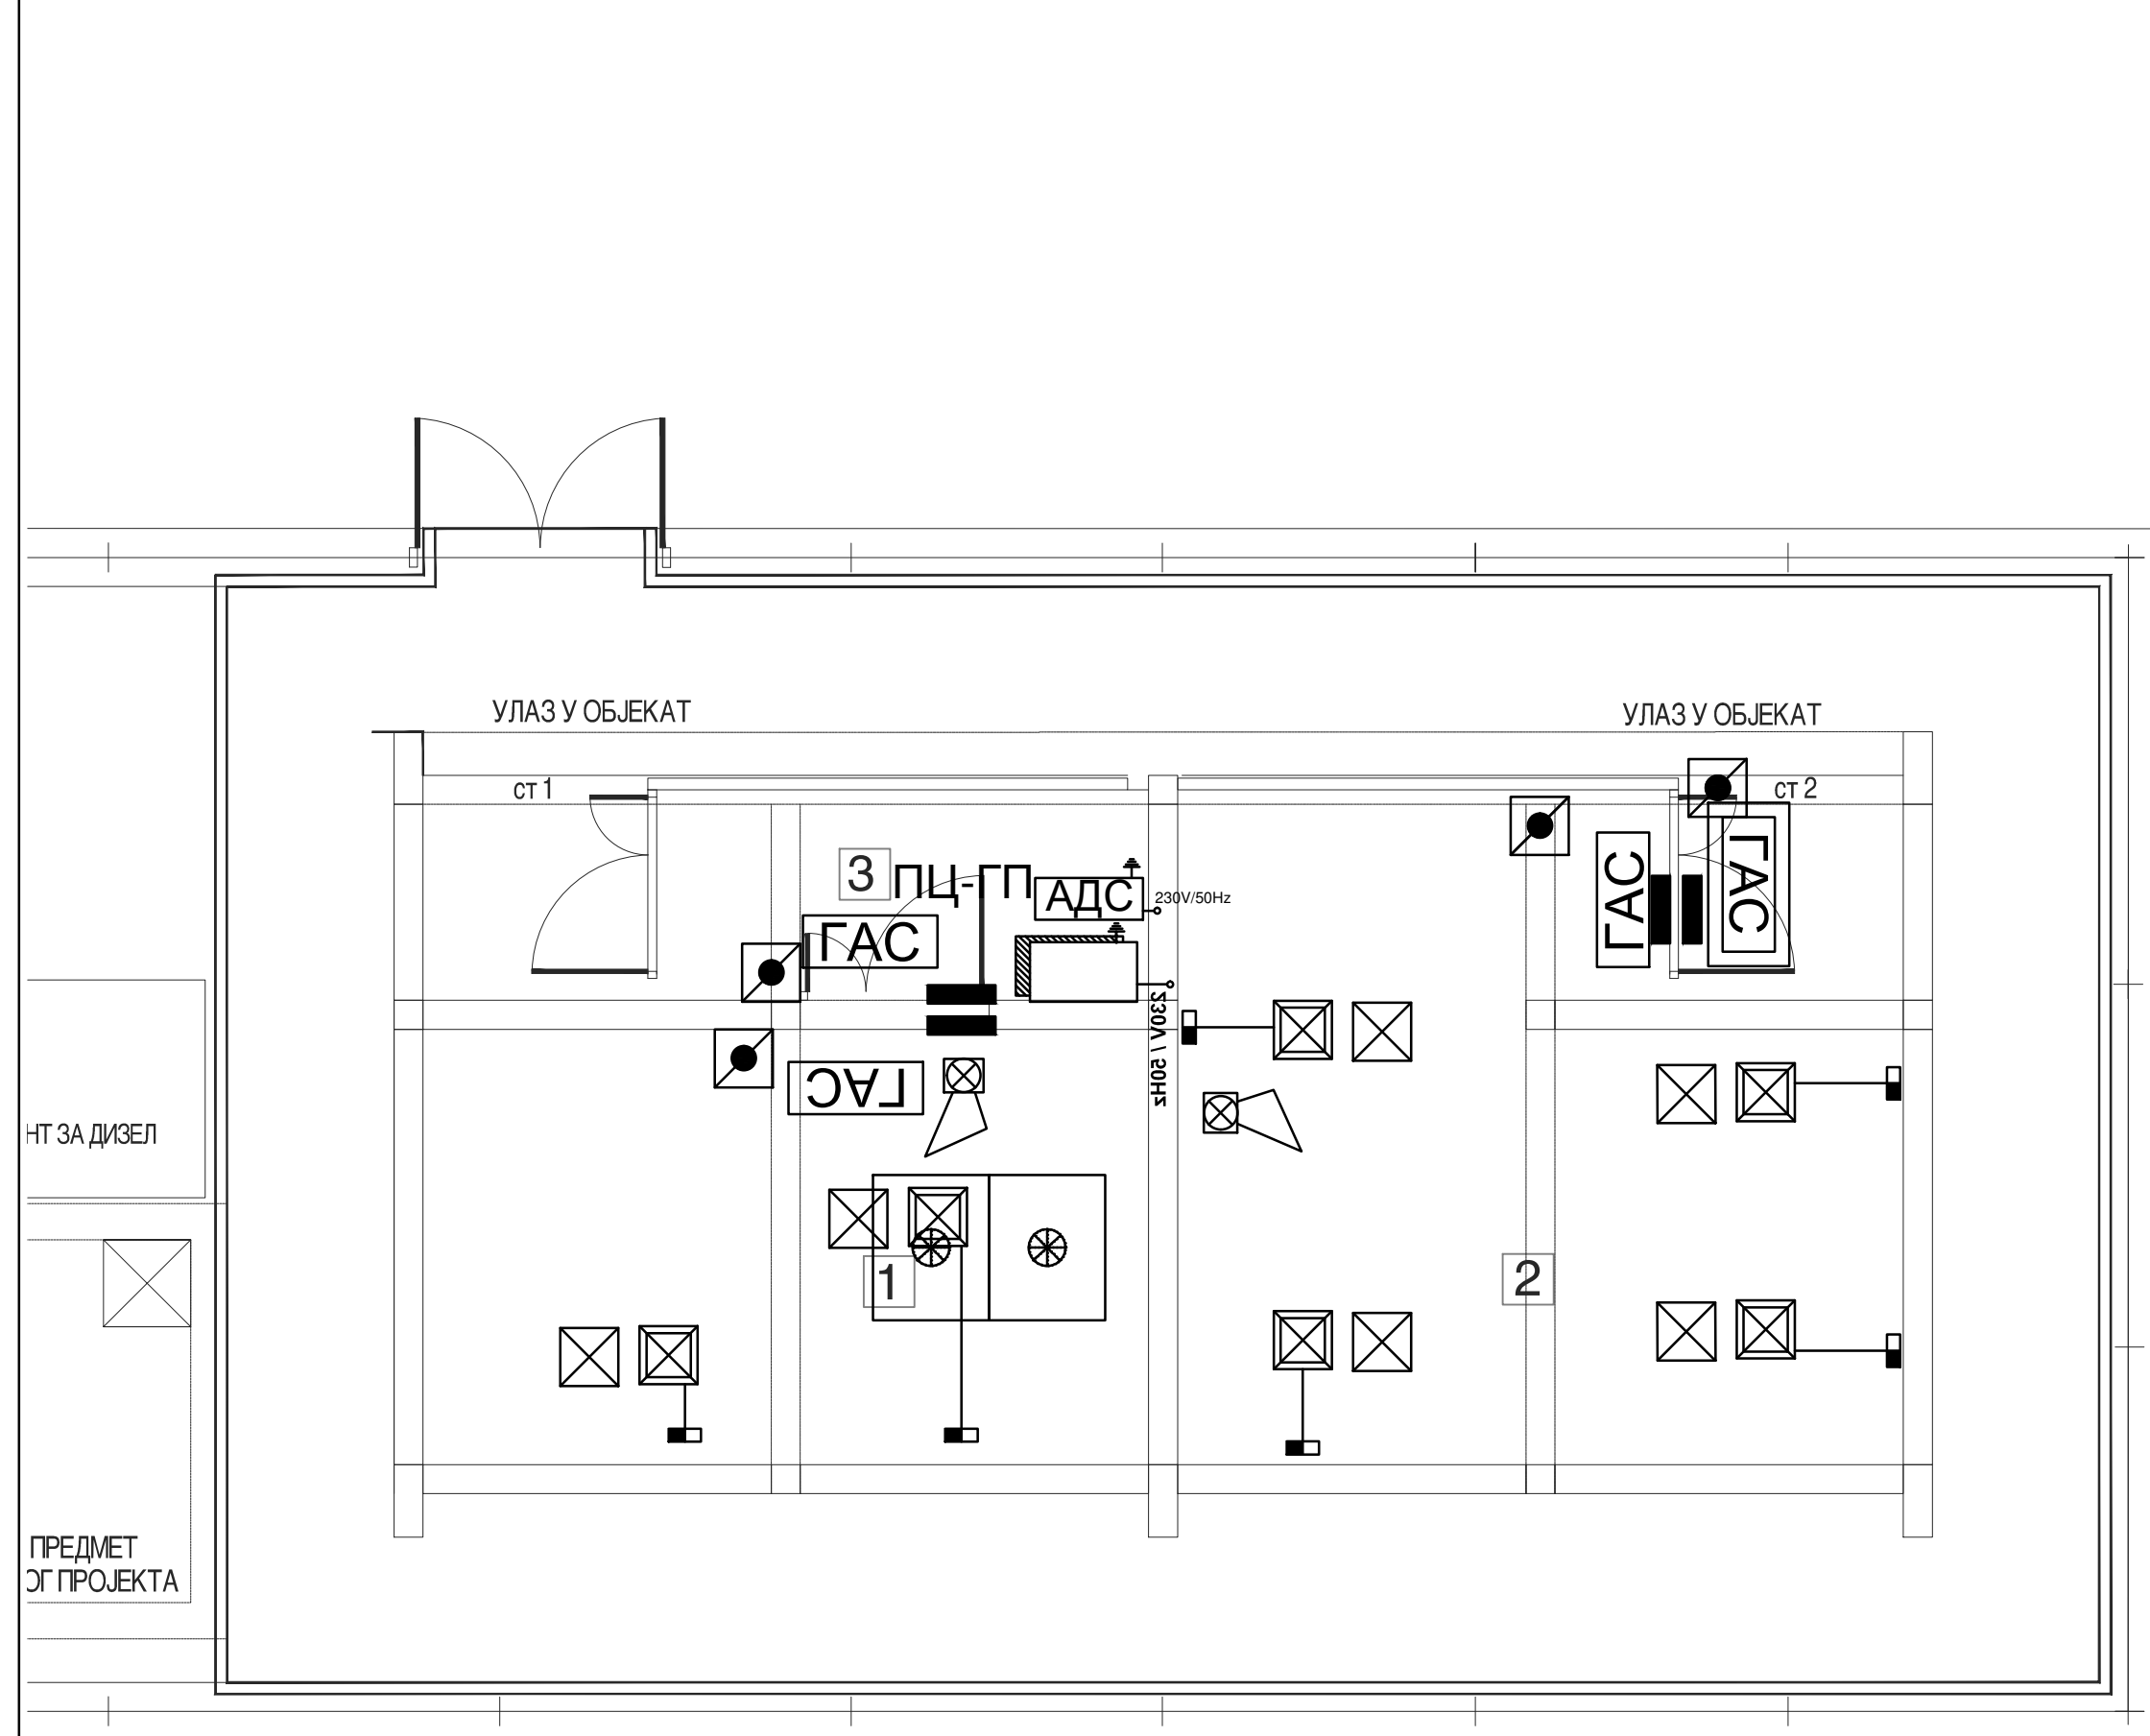 УЛАЗ У ОБЈЕКАТ
УЛАЗ У ОБЈЕКАТ
ст 1
ст 2
3
ПЦ-ГП
АДС
230V/50Hz
ГАС
ГАС
ГАС
230V / 50Hz
ГАС
НТ ЗА ДИЗЕЛ
1
2
ПРЕДМЕТ
ОГ ПРОЈЕКТА